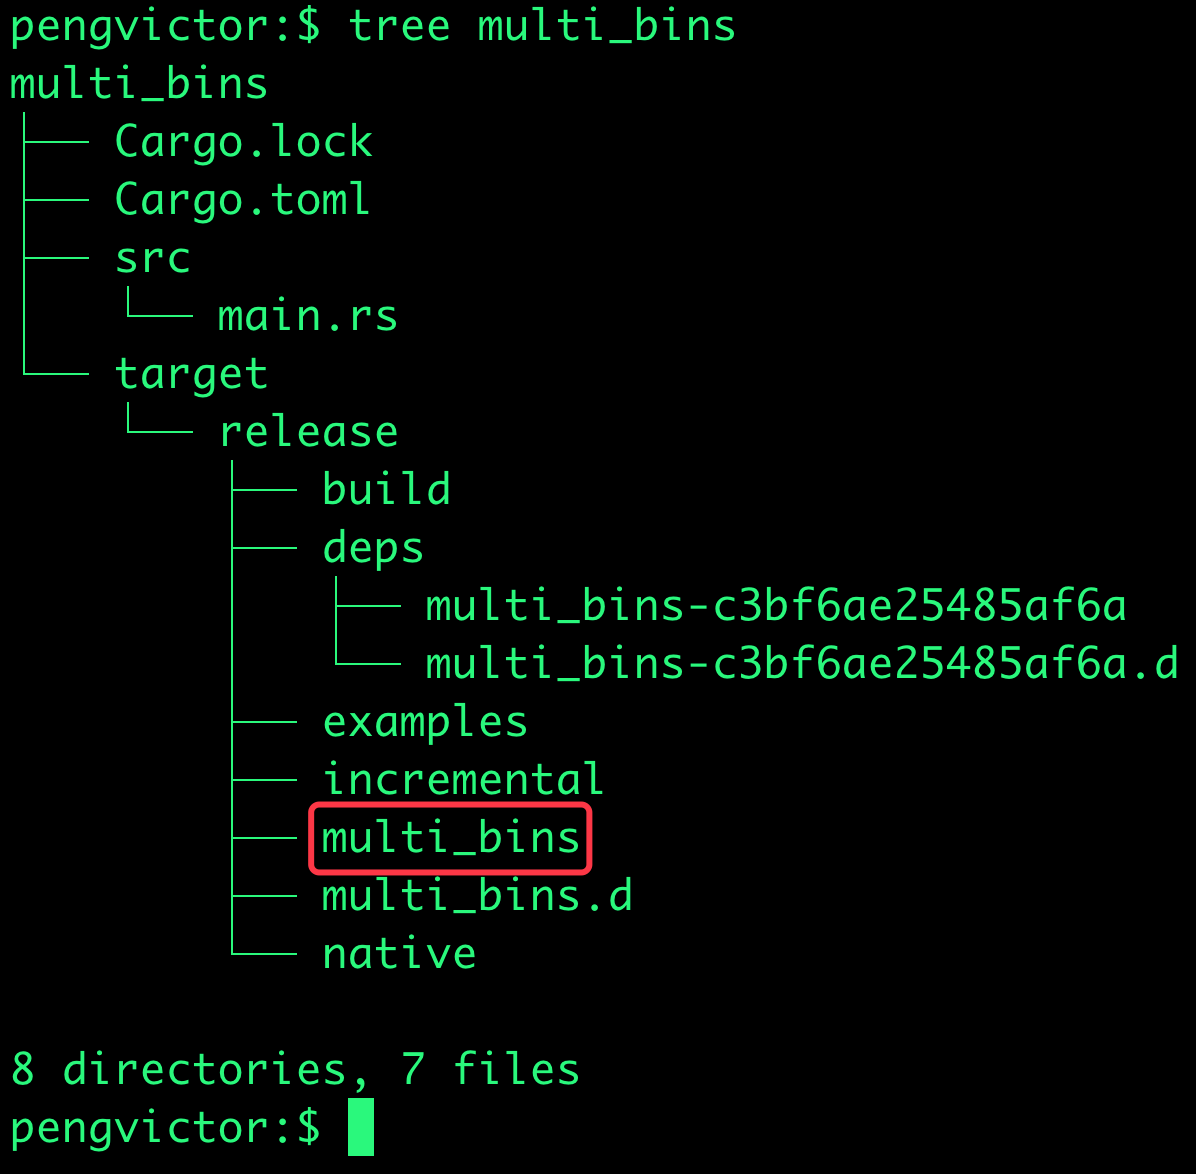 pengvictor:$ tree multi_bins
multi_bins
├── Cargo.lock
├── Cargo.toml
├── src
│   └── main.rs
└── target
    └── release
        ├── build
        ├── deps
        │   ├── multi_bins-c3bf6ae25485af6a
        │   └── multi_bins-c3bf6ae25485af6a.d
        ├── examples
        ├── incremental
        ├── multi_bins
        ├── multi_bins.d
        └── native
8 directories, 7 files
pengvictor:$